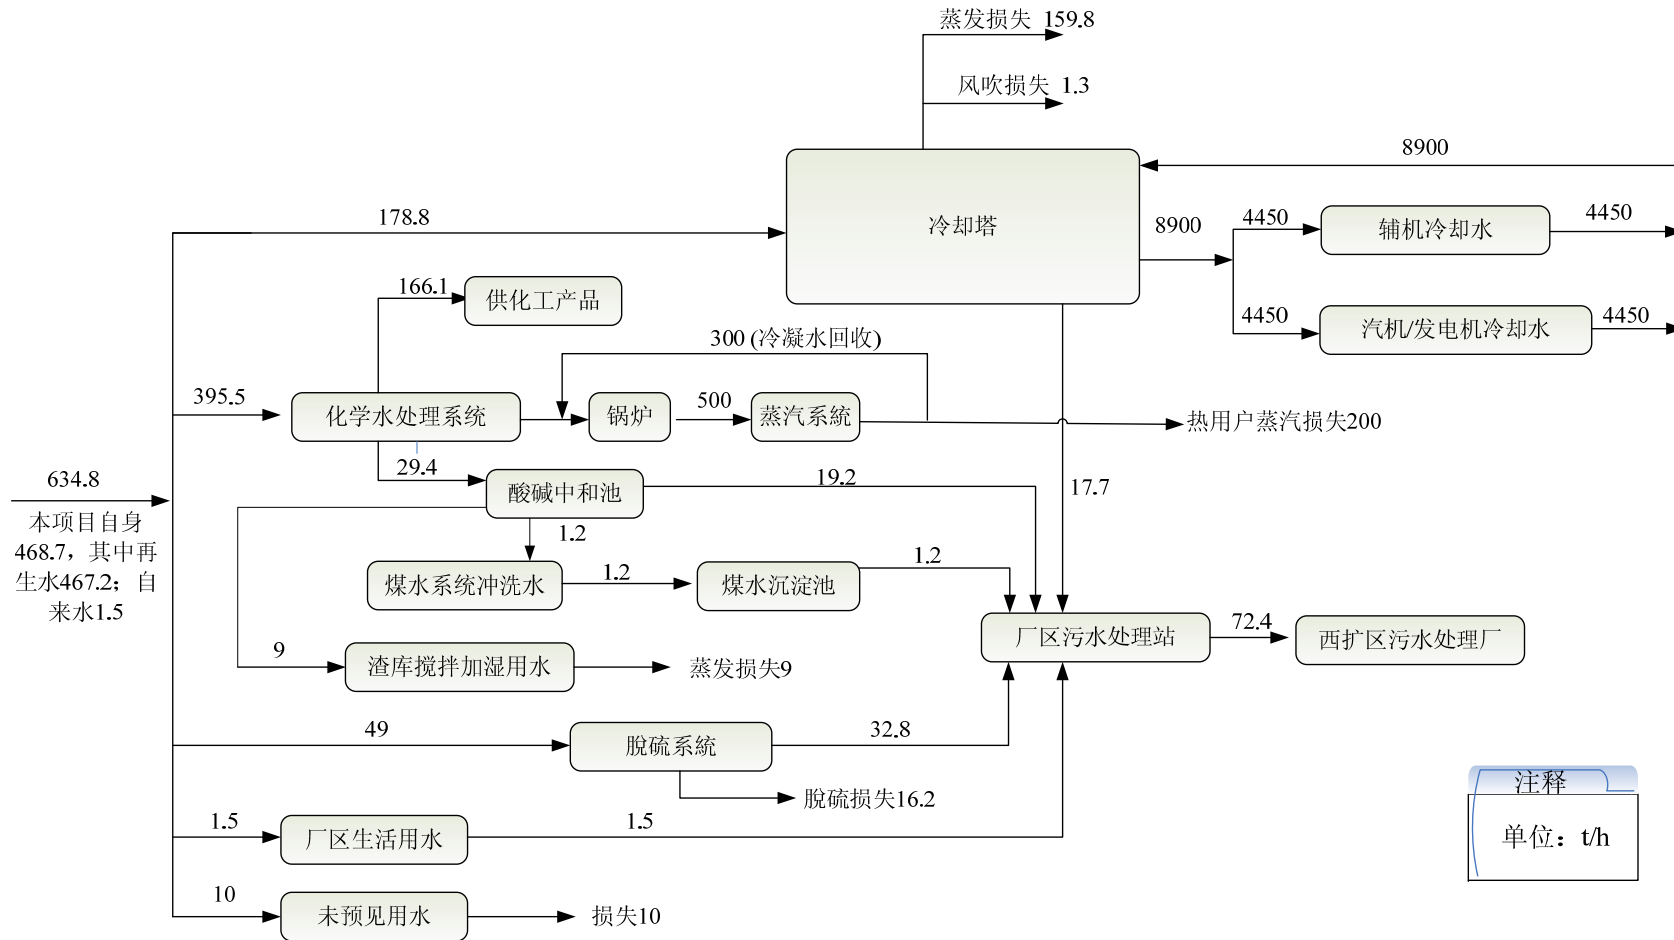 蒸发损失 159.8
风吹损失 1.3
8900
178.8
冷却塔
8900
4450
辅机冷却水
4450
166.1
供化工产品
4450
汽机/发电机冷却水
4450
300 (冷凝水回收)
395.5
化学水处理系统
锅炉
500
蒸汽系統
热用户蒸汽损失200
29.4
634.8
本项目自身
468.7，其中再
生水467.2；自
来水1.5
酸碱中和池
19.2
17.7
1.2
煤水系统冲洗水
1.2
煤水沉淀池
1.2
厂区污水处理站
72.4
西扩区污水处理厂
9
渣库搅拌加湿用水
蒸发损失9
49
脫硫系統
32.8
脫硫损失16.2
1.5
厂区生活用水
1.5
10
未预见用水
损失10
注释
单位：t/h